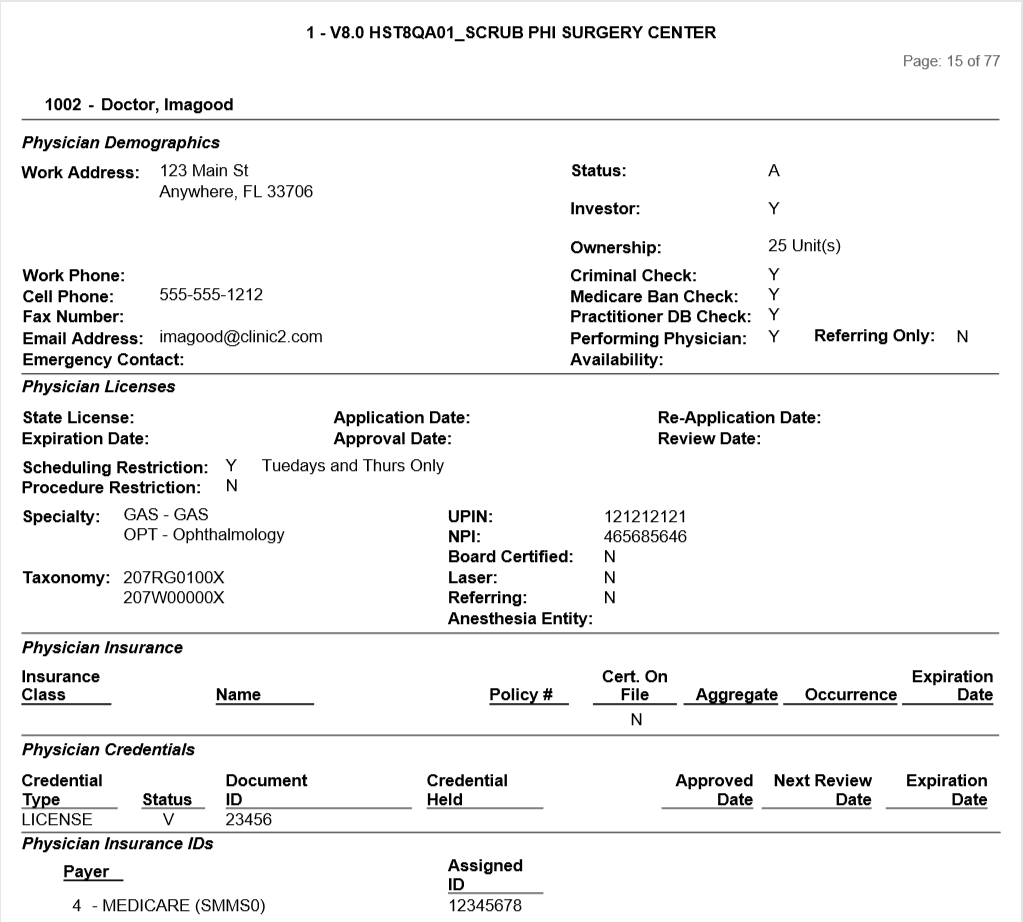 1 - V8.0 HST8QA01_SCRUB PHI SURGERY CENTER
Page: 15 of 77
1002 - Doctor, Imagood
Physician Demographics
Work Address: 123 Main St Status: A
Anywhere, FL 33706
Investor: Y
Ownership: 25 Unit(s)
Work Phone: Criminal Check: Y
Cell Phone: 555-555-1212 Medicare Ban Check: Y
Fax Number: Practitioner DB Check: Y
Email Address: imagood@clinic2.com Performing Physician: Y Referring Only: N
Emergency Contact: Availability:
Physician Licenses
State License: Application Date: Re-Application Date:
Expiration Date: Approval Date: Review Date:
Scheduling Restriction: Y Tuedays and Thurs Only
Procedure Restriction: N
Specialty: GAS - GAS UPIN: 121212121
OPT - Ophthalmology NPI: 465685646
Board Certified: N
Taxonomy: 207RG0100X Laser: N
207W00000X Referring: N
Anesthesia Entity:
Physician Insurance
Insurance Cert. On Expiration
Class Name Policy # File Aggregate Occurrence Date
N
Physician Credentials
Credential Document Credential Approved Next Review Expiration
Type Status ID Held Date Date Date
LICENSE V 23456
Physician Insurance IDs
Payer Assigned
ID
4 - MEDICARE (SMMS0) 12345678